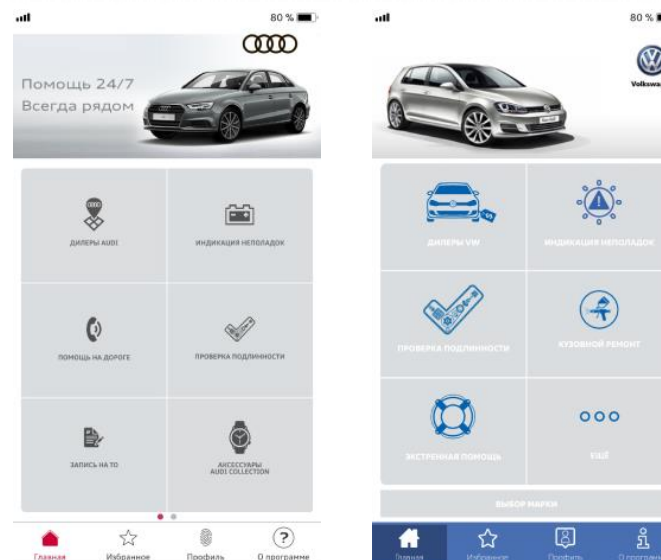 80 %
Помощь 24/7
Всегда рядом
ДИЛЕРЫ AUDI
ИНДИКАЦИЯ НЕПОЛАДОК
ПОМОЩЬ НА ДОРОГЕ
ПРОВЕРКА ПОДЛИННОСТИ
ЗАПИСЬ НА ТО
АКСЕССУАРЫ
AUDI COLLECTION
Главная
Избранное
Профиль
О программе
80 %
ДИЛЕРЫ VW
ИНДИКАЦИЯ НЕПОЛАДОК
ПРОВЕРКА ПОДЛИННОСТИ
КУЗОВНОЙ РЕМОНТ
ЭКСТРЕННАЯ ПОМОЩЬ
ЕЩЁ
ВЫБОР МАРКИ
Главная
Избранное
Профиль